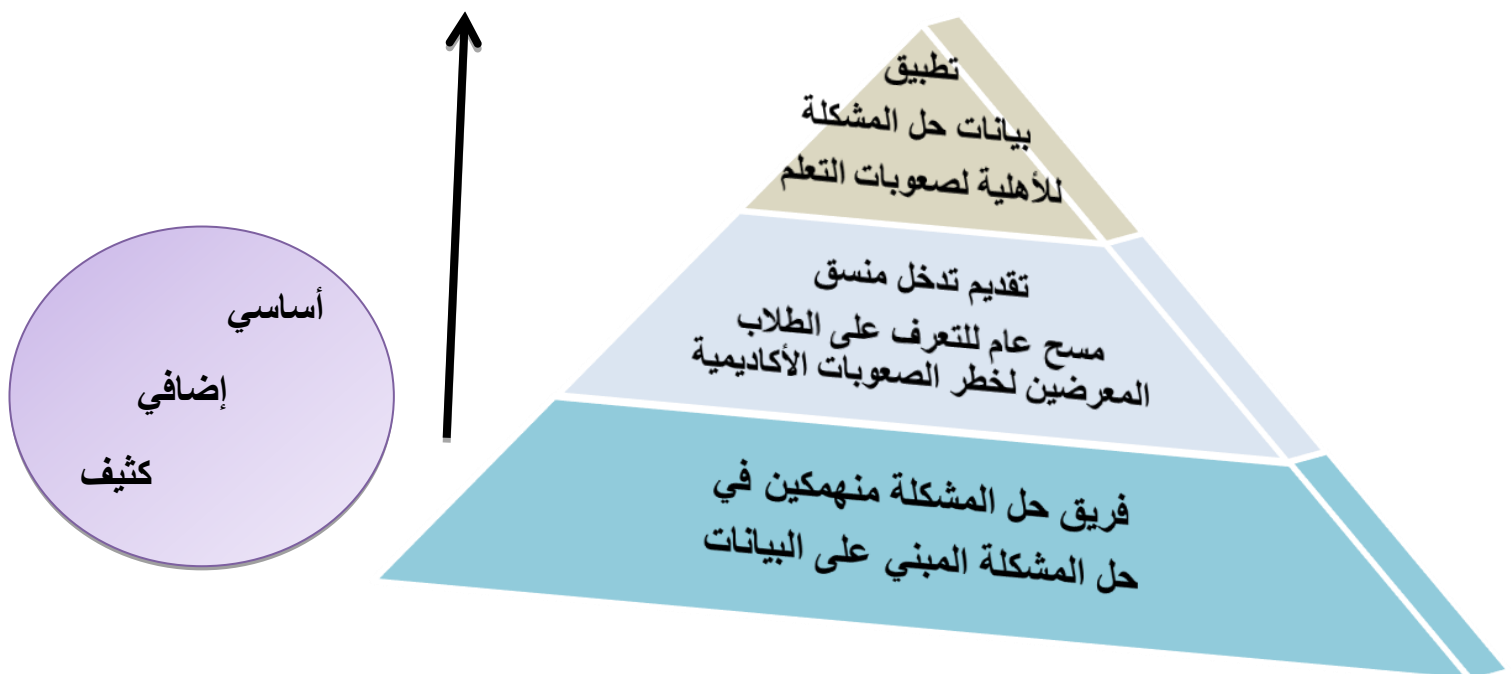 تطبيق
بيانات حل المشكلة
للأهلية لصعوبات التعلم
تقديم تدخل منسق
مسح عام للتعرف على الطلاب
المعرضين لخطر الصعوبات الأكاديمية
فريق حل المشكلة منهمكين في
حل المشكلة المبني على البيانات
أساسي
إضافي
كثيف